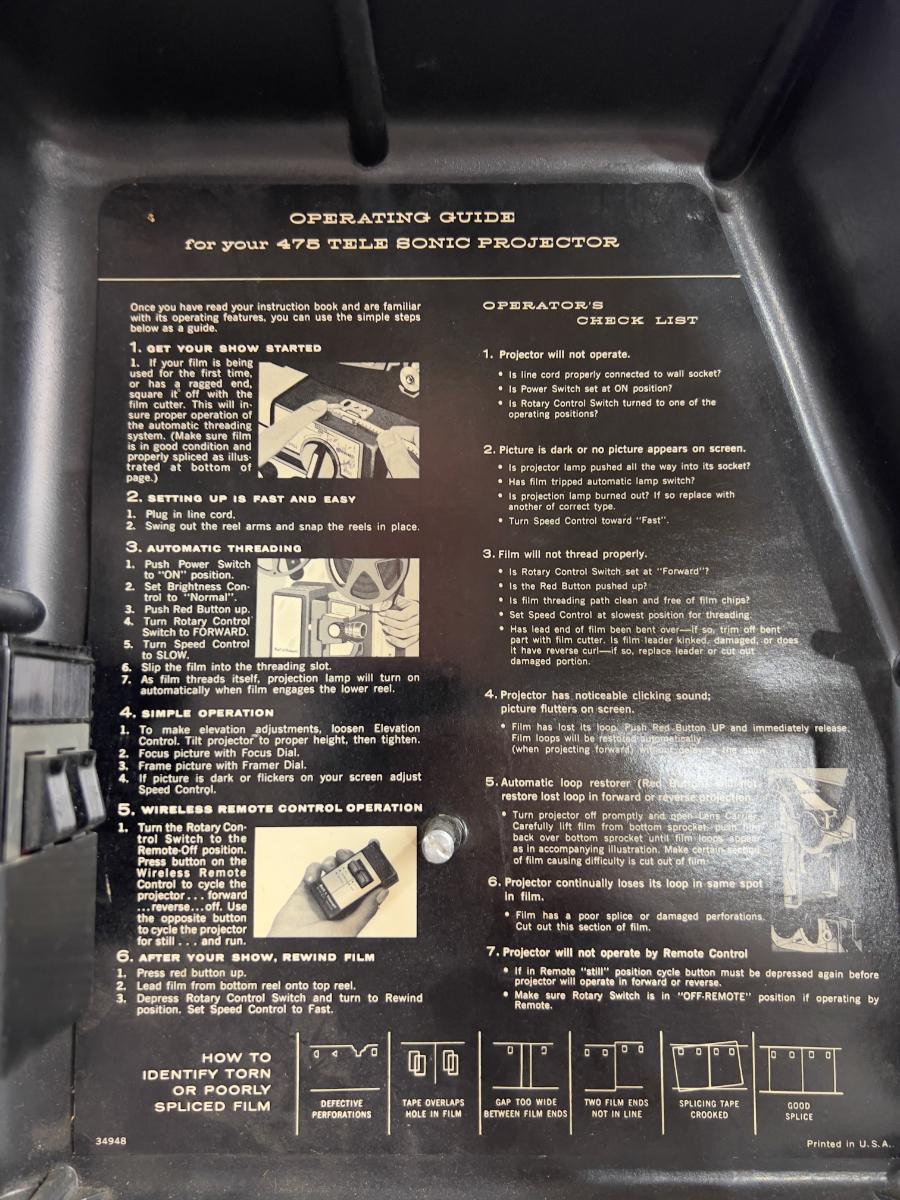 OPERATING GUIDE
for your 475 TELE SONIC PROJECTOR
Once you have read your instruction book and are familiar
with its operating features, you can use the simple steps
below as a guide.
1. GET YOUR SHOW STARTED
1. If your film is being
used for the first time,
or has a ragged end,
square it off with the
film cutter. This will in-
sure proper operation of
the automatic threading
system. (Make sure film
is in good condition and
properly spliced as illus-
trated at bottom of
page.)
2. SETTING UP IS FAST AND EASY
1. Plug in line cord.
2. Swing out the reel arms and snap the reels in place.
3. AUTOMATIC THREADING
1. Push Power Switch
to "ON" position.
2. Set Brightness Con-
trol to "Normal".
3. Push Red Button up.
4. Turn Rotary Control
Switch to FORWARD.
5. Turn Speed Control
to SLOW.
6. Slip the film into the threading slot.
7. As film threads itself, projection lamp will turn on
automatically when film engages the lower reel.
4. SIMPLE OPERATION
1. To make elevation adjustments, loosen Elevation
Control. Tilt projector to proper height, then tighten.
2. Focus picture with Focus Dial.
3. Frame picture with Framer Dial.
4. If picture is dark or flickers on your screen adjust
Speed Control.
5. WIRELESS REMOTE CONTROL OPERATION
1. Turn the Rotary Con-
trol Switch to the
Remote-Off position.
Press button on the
Wireless Remote
Control to cycle the
projector . . . forward
. . . reverse . . . off. Use
the opposite button
to cycle the projector
for still . . . and run.
6. AFTER YOUR SHOW, REWIND FILM
1. Press red button up.
2. Lead film from bottom reel onto top reel.
3. Depress Rotary Control Switch and turn to Rewind
position. Set Speed Control to Fast.
OPERATOR'S
CHECK LIST
1. Projector will not operate.
• Is line cord properly connected to wall socket?
• Is Power Switch set at ON position?
• Is Rotary Control Switch turned to one of the
operating positions?
2. Picture is dark or no picture appears on screen.
• Is projector lamp pushed all the way into its socket?
• Has film tripped automatic lamp switch?
• Is projection lamp burned out? If so replace with
another of correct type.
• Turn Speed Control toward "Fast".
3. Film will not thread properly.
• Is Rotary Control Switch set at "Forward"?
• Is the Red Button pushed up?
• Is film threading path clean and free of film chips?
• Set Speed Control at slowest position for threading.
• Has lead end of film been bent over—if so, trim off bent
part with film cutter. Is film leader kinked, damaged, or does
it have reverse curl—if so, replace leader or cut out
damaged portion.
4. Projector has noticeable clicking sound;
picture flutters on screen.
• Film has lost its loop. Push Red Button UP and immediately release.
Film loops will be restored automatically
(when projecting forward) without delaying the show.
5. Automatic loop restorer (Red Button) will not
restore lost loop in forward or reverse projection.
• Turn projector off promptly and open Lens Carrier.
Carefully lift film from bottom sprocket, push film
back over bottom sprocket until film loops appear
as in accompanying illustration. Make certain section
of film causing difficulty is cut out of film.
6. Projector continually loses its loop in same spot
in film.
• Film has a poor splice or damaged perforations.
Cut out this section of film.
7. Projector will not operate by Remote Control
• If in Remote "still" position cycle button must be depressed again before
projector will operate in forward or reverse.
• Make sure Rotary Switch is in "OFF-REMOTE" position if operating by
Remote.
HOW TO
IDENTIFY TORN
OR POORLY
SPLICED FILM
DEFECTIVE
PERFORATIONS
TAPE OVERLAPS
HOLE IN FILM
GAP TOO WIDE
BETWEEN FILM ENDS
TWO FILM ENDS
NOT IN LINE
SPLICING TAPE
CROOKED
GOOD
SPLICE
34948
Printed in U.S.A.